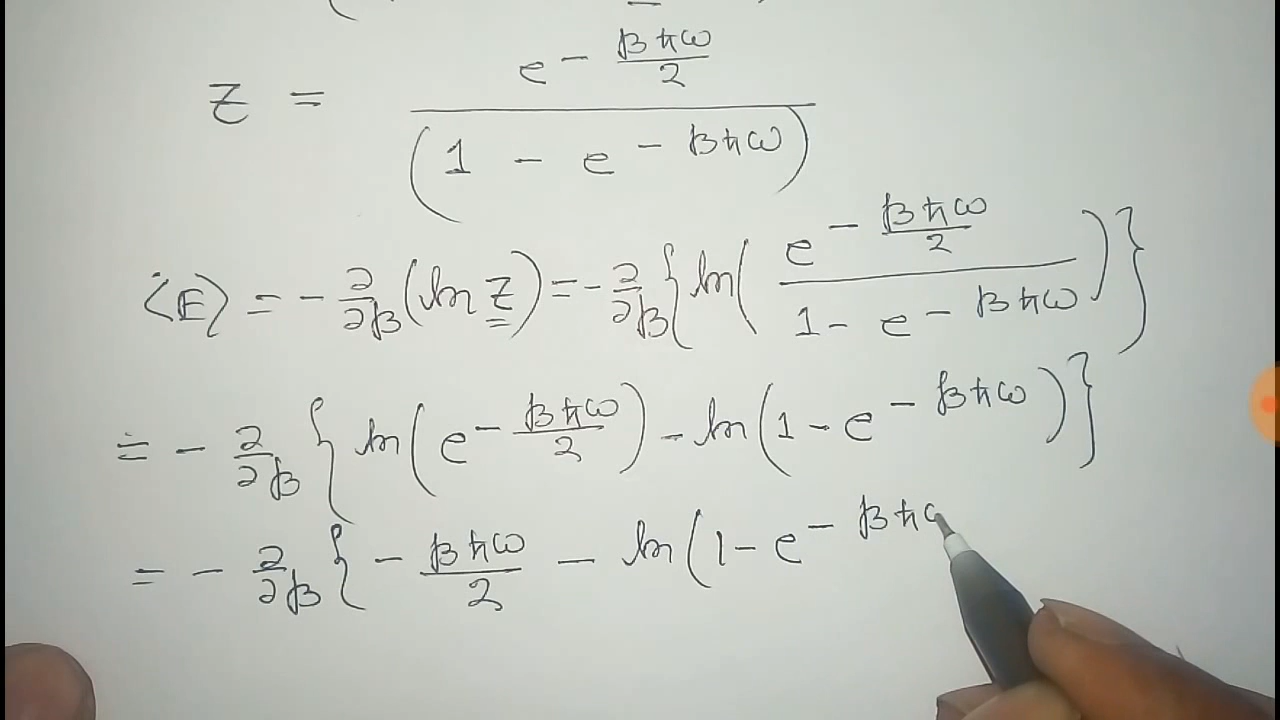 Z = e^{-βħω/2} / (1 - e^{-βħω})
⟨E⟩ = - ∂/∂β (ln Z) = - ∂/∂β { ln ( e^{-βħω/2} / 1 - e^{-βħω} ) }
= - ∂/∂β { ln ( e^{-βħω/2} ) - ln ( 1 - e^{-βħω} ) }
= - ∂/∂β { - βħω/2 - ln ( 1 - e^{-βħ